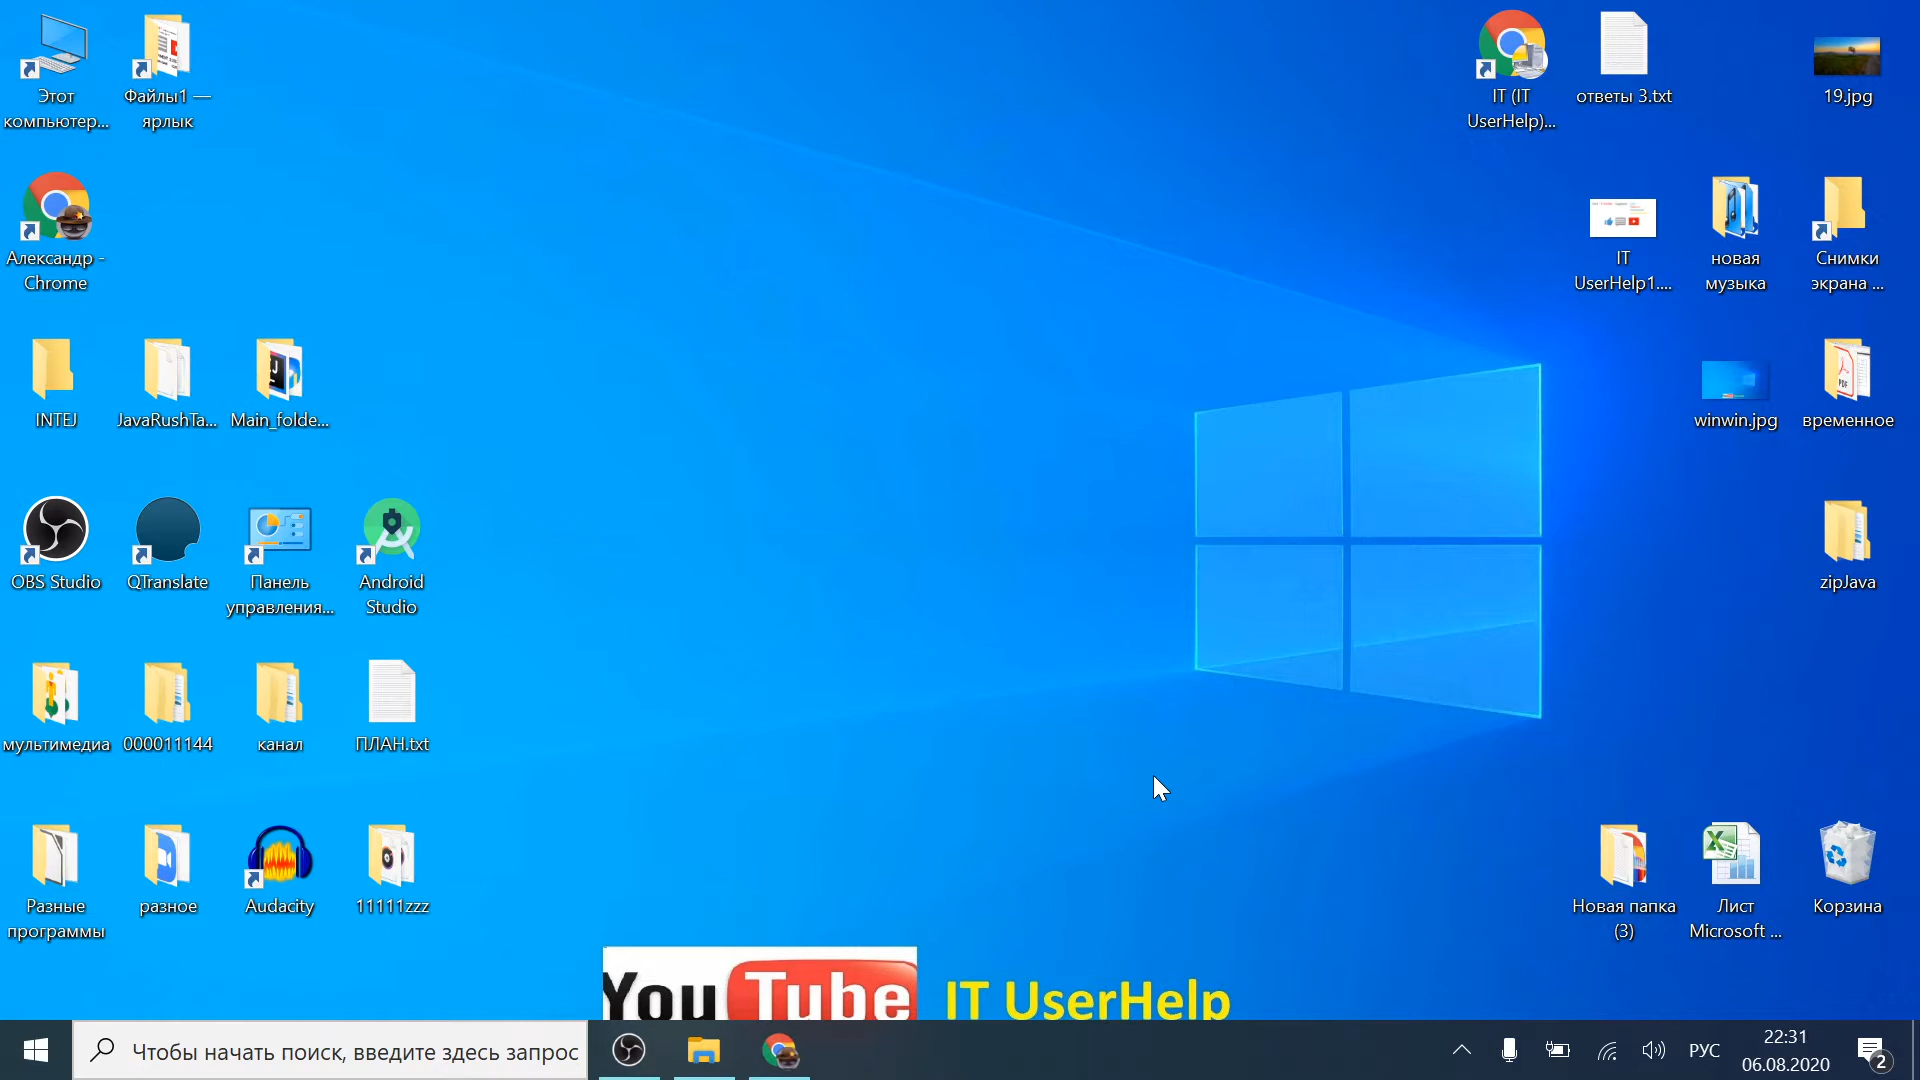 Этот
компьютер...
Файлы1 —
ярлык
IT (IT
UserHelp)...
ответы 3.txt
19.jpg
Александр -
Chrome
IT
UserHelp1....
новая
музыка
Снимки
экрана ...
INTEJ
JavaRushTa...
Main_folde...
winwin.jpg
временное
PDF
OBS Studio
QTranslate
Панель
управления...
Android
Studio
zipJava
мультимедиа
000011144
канал
ПЛАН.txt
Разные
программы
разное
Audacity
11111zzz
Новая папка
(3)
Лист
Microsoft ...
Корзина
YouTube
IT UserHelp
Чтобы начать поиск, введите здесь запрос
РУС
22:31
06.08.2020
2